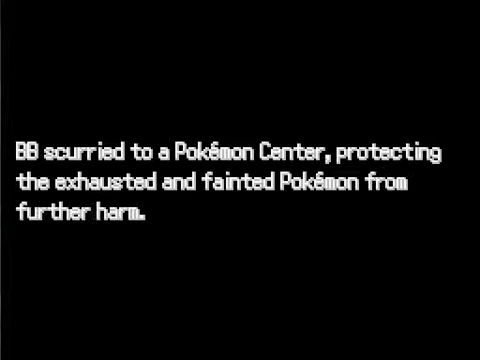 BB scurried to a Pokémon Center, protecting
the exhausted and fainted Pokémon from
further harm.